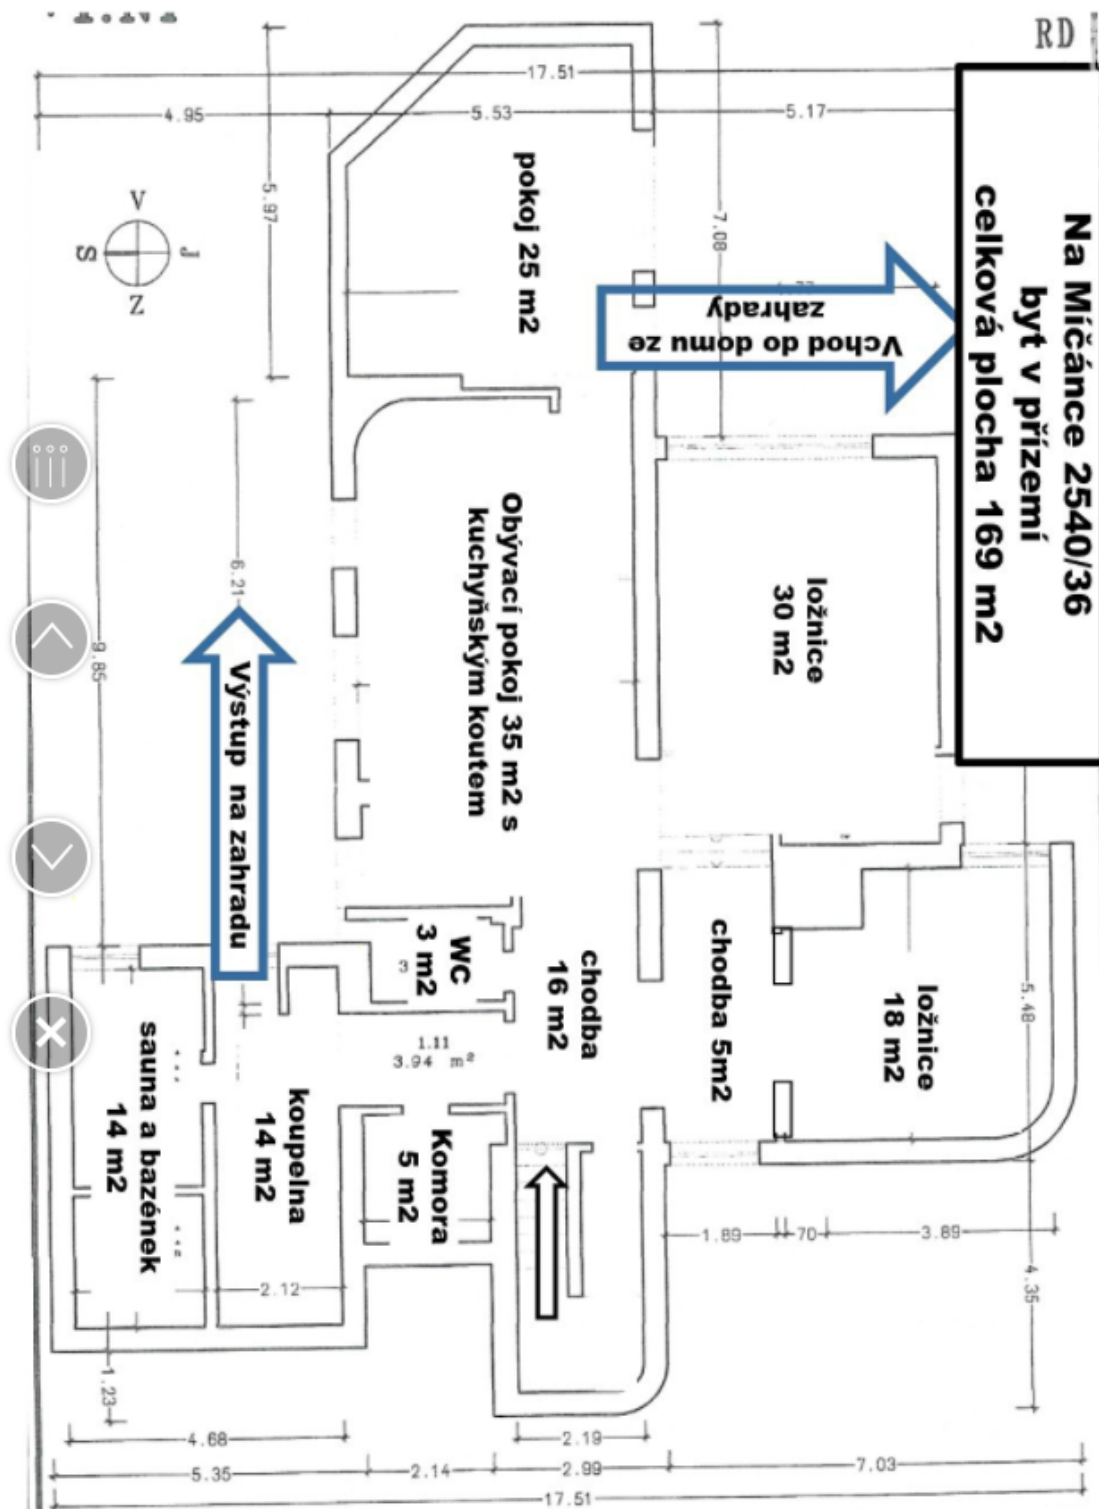 RD
Na Míčánce 2540/36
byt v přízemí
celková plocha 169 m2
17.51
4.95
5.53
5.17
5.97
7.08
V
S
J
Z
pokoj 25 m2
Vchod do domu ze
zahrady
Obývací pokoj 35 m2 s
kuchyňským koutem
ložnice
30 m2
6.21
9.85
Výstup na zahradu
WC
3 m2
3
chodba
16 m2
chodba 5m2
ložnice
18 m2
5.48
1.11
3.94 m²
sauna a bazének
14 m2
koupelna
14 m2
Komora
5 m2
1.89
70
3.89
4.35
2.12
1.23
4.68
2.19
5.35
2.14
2.99
7.03
17.51